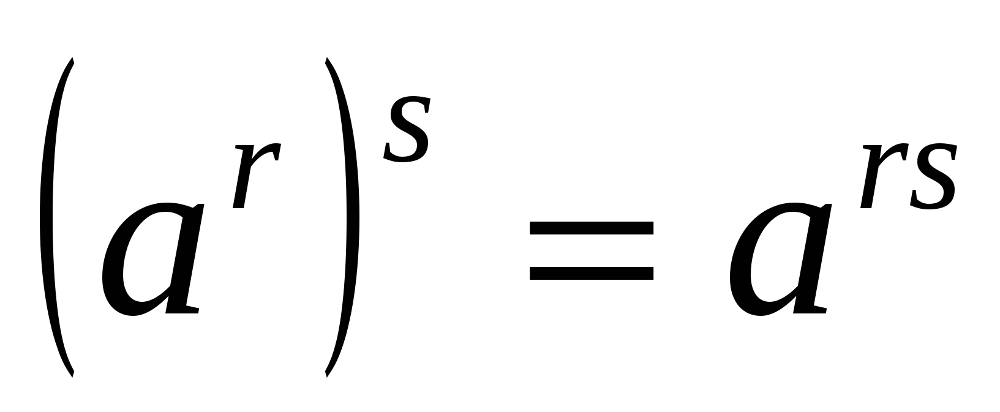 (a^r)^s = a^{rs}